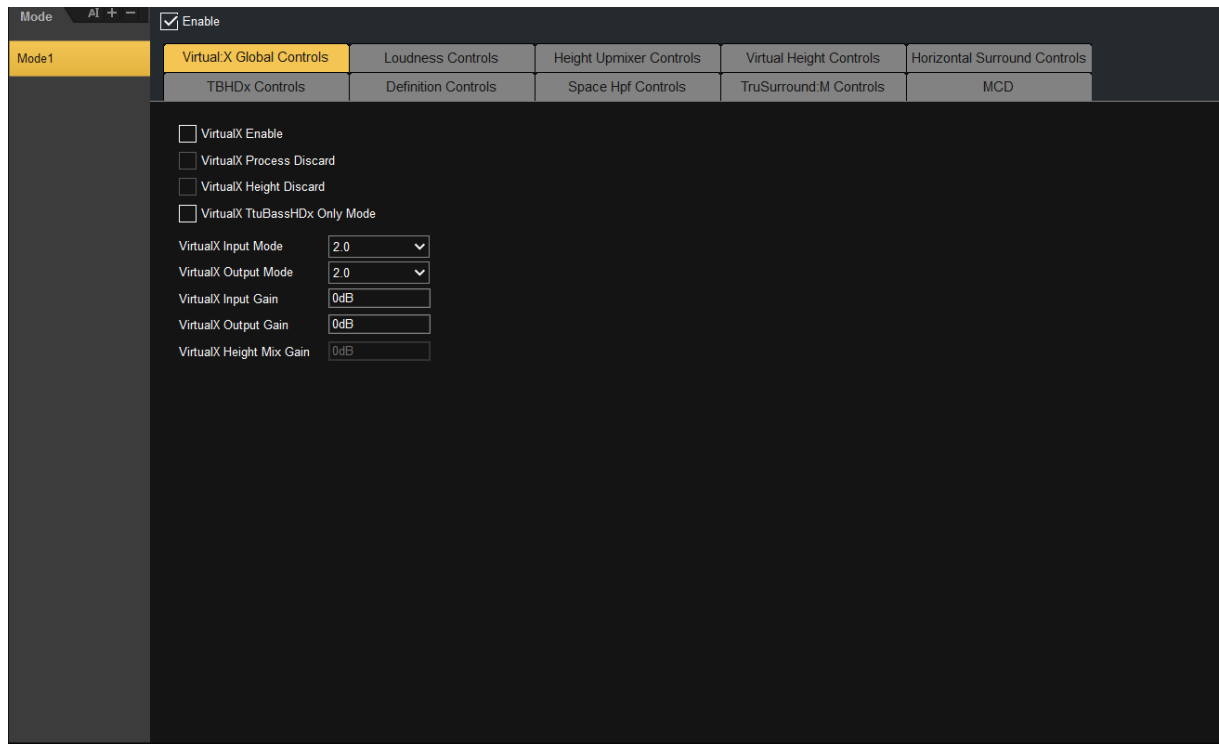 Mode AI + −
Enable
Mode1
Virtual:X Global Controls Loudness Controls Height Upmixer Controls Virtual Height Controls Horizontal Surround Controls
TBHDx Controls Definition Controls Space Hpf Controls TruSurround:M Controls MCD
VirtualX Enable
VirtualX Process Discard
VirtualX Height Discard
VirtualX TtuBassHDx Only Mode
VirtualX Input Mode 2.0
VirtualX Output Mode 2.0
VirtualX Input Gain 0dB
VirtualX Output Gain 0dB
VirtualX Height Mix Gain 0dB